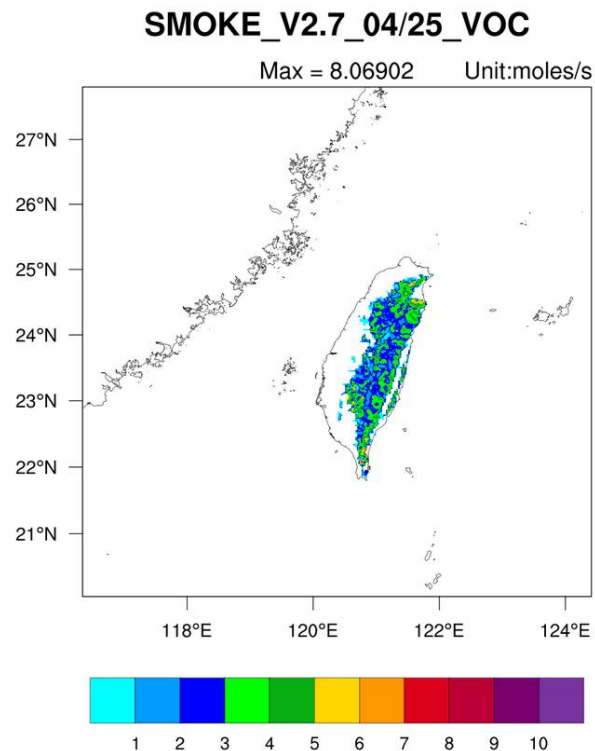 SMOKE_V2.7_04/25_VOC
Max = 8.06902 Unit:moles/s
27°N
26°N
25°N
24°N
23°N
22°N
21°N
118°E 120°E 122°E 124°E
1 2 3 4 5 6 7 8 9 10